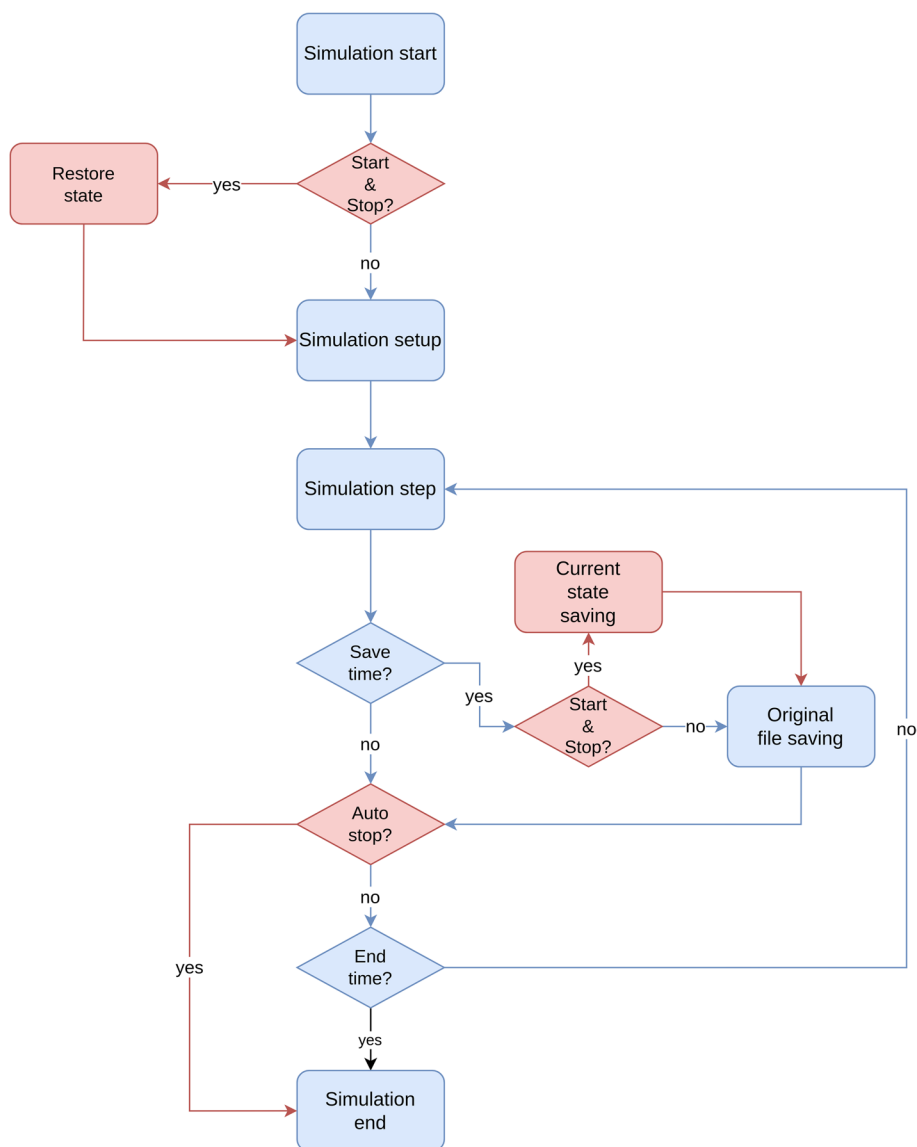 Simulation start
Start
&
Stop?
yes
Restore
state
no
Simulation setup
Simulation step
Current
state
saving
Save
time?
yes
yes
Start
&
Stop?
no
Original
file saving
no
no
Auto
stop?
no
End
time?
yes
yes
Simulation
end